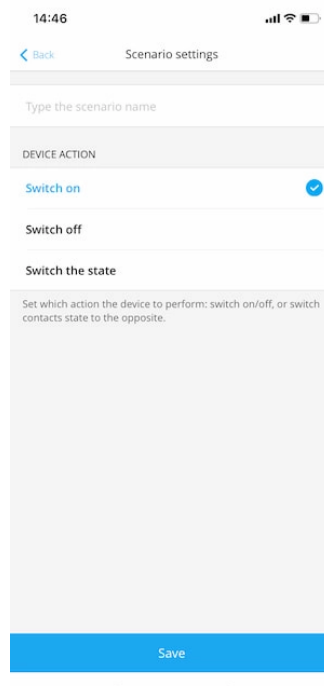 14:46
Back
Scenario settings
Type the scenario name
DEVICE ACTION
Switch on
Switch off
Switch the state
Set which action the device to perform: switch on/off, or switch
contacts state to the opposite.
Save